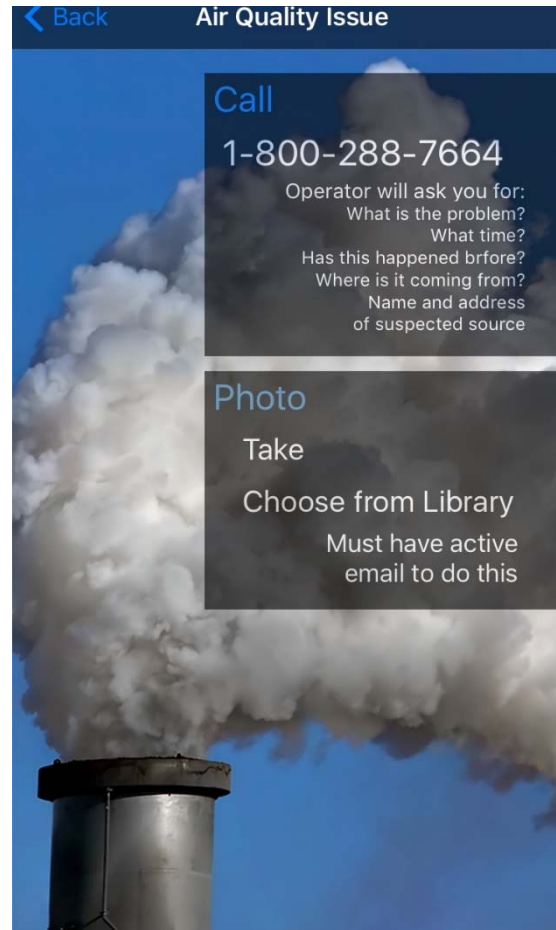 Back
Air Quality Issue
Call
1-800-288-7664
Operator will ask you for:
What is the problem?
What time?
Has this happened brfore?
Where is it coming from?
Name and address
of suspected source
Photo
Take
Choose from Library
Must have active
email to do this